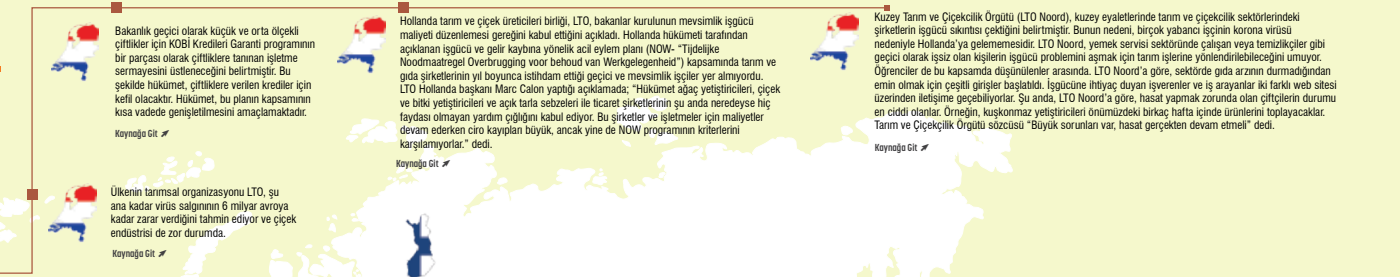 Bakanlık geçici olarak küçük ve orta ölçekli
çiftlikler için KOBİ Kredileri Garanti programının
bir parçası olarak çiftliklere tanınan işletme
sermayesini üstleneceğini belirtmiştir. Bu
şekilde hükümet, çiftliklere verilen krediler için
kefil olacaktır. Hükümet, bu planın kapsamının
kısa vadede genişletilmesini amaçlamaktadır.
Kaynağa Git
Ülkenin tarımsal organizasyonu LTO, şu
ana kadar virüs salgınının 6 milyar avroya
kadar zarar verdiğini tahmin ediyor ve çiçek
endüstrisi de zor durumda.
Kaynağa Git
Hollanda tarım ve çiçek üreticileri birliği, LTO, bakanlar kurulunun mevsimlik işgücü
maliyeti düzenlemesi gereğini kabul ettiğini açıkladı. Hollanda hükümeti tarafından
açıklanan işgücü ve gelir kaybına yönelik acil eylem planı (NOW- “Tijdelijke
Noodmaatregel Overbrugging voor behoud van Werkgelegenheid”) kapsamında tarım ve
gıda şirketlerinin yıl boyunca istihdam ettiği geçici ve mevsimlik işçiler yer almıyordu.
LTO Hollanda başkanı Marc Calon yaptığı açıklamada; “Hükümet ağaç yetiştiricileri, çiçek
ve bitki yetiştiricileri ve açık tarla sebzeleri ile ticaret şirketlerinin şu anda neredeyse hiç
faydası olmayan yardım çığlığını kabul ediyor. Bu şirketler ve işletmeler için maliyetler
devam ederken ciro kayıpları büyük, ancak yine de NOW programının kriterlerini
karşılamıyorlar.” dedi.
Kaynağa Git
Kuzey Tarım ve Çiçekcilik Örgütü (LTO Noord), kuzey eyaletlerinde tarım ve çiçekcilik sektörlerindeki
şirketlerin işgücü sıkıntısı çektiğini belirtmiştir. Bunun nedeni, birçok yabancı işçinin korona virüsü
nedeniyle Hollanda’ya gelememesidir. LTO Noord, yemek servisi sektöründe çalışan veya temizlikçiler gibi
geçici olarak işsiz olan kişilerin işgücü problemini aşmak için tarım işlerine yönlendirilebileceğini umuyor.
Öğrenciler de bu kapsamda düşünülenler arasında. LTO Noord’a göre, sektörde gıda arzının durmadığından
emin olmak için çeşitli girişler başlatıldı. İşgücüne ihtiyaç duyan işverenler ve iş arayanlar iki farklı web sitesi
üzerinden iletişime geçebiliyorlar. Şu anda, LTO Noord’a göre, hasat yapmak zorunda olan çiftçilerin durumu
en ciddi olanlar. Örneğin, kuşkonmaz yetiştiricileri önümüzdeki birkaç hafta içinde ürünlerini toplayacaklar.
Tarım ve Çiçekçilik Örgütü sözcüsü “Büyük sorunları var, hasat gerçekten devam etmeli” dedi.
Kaynağa Git